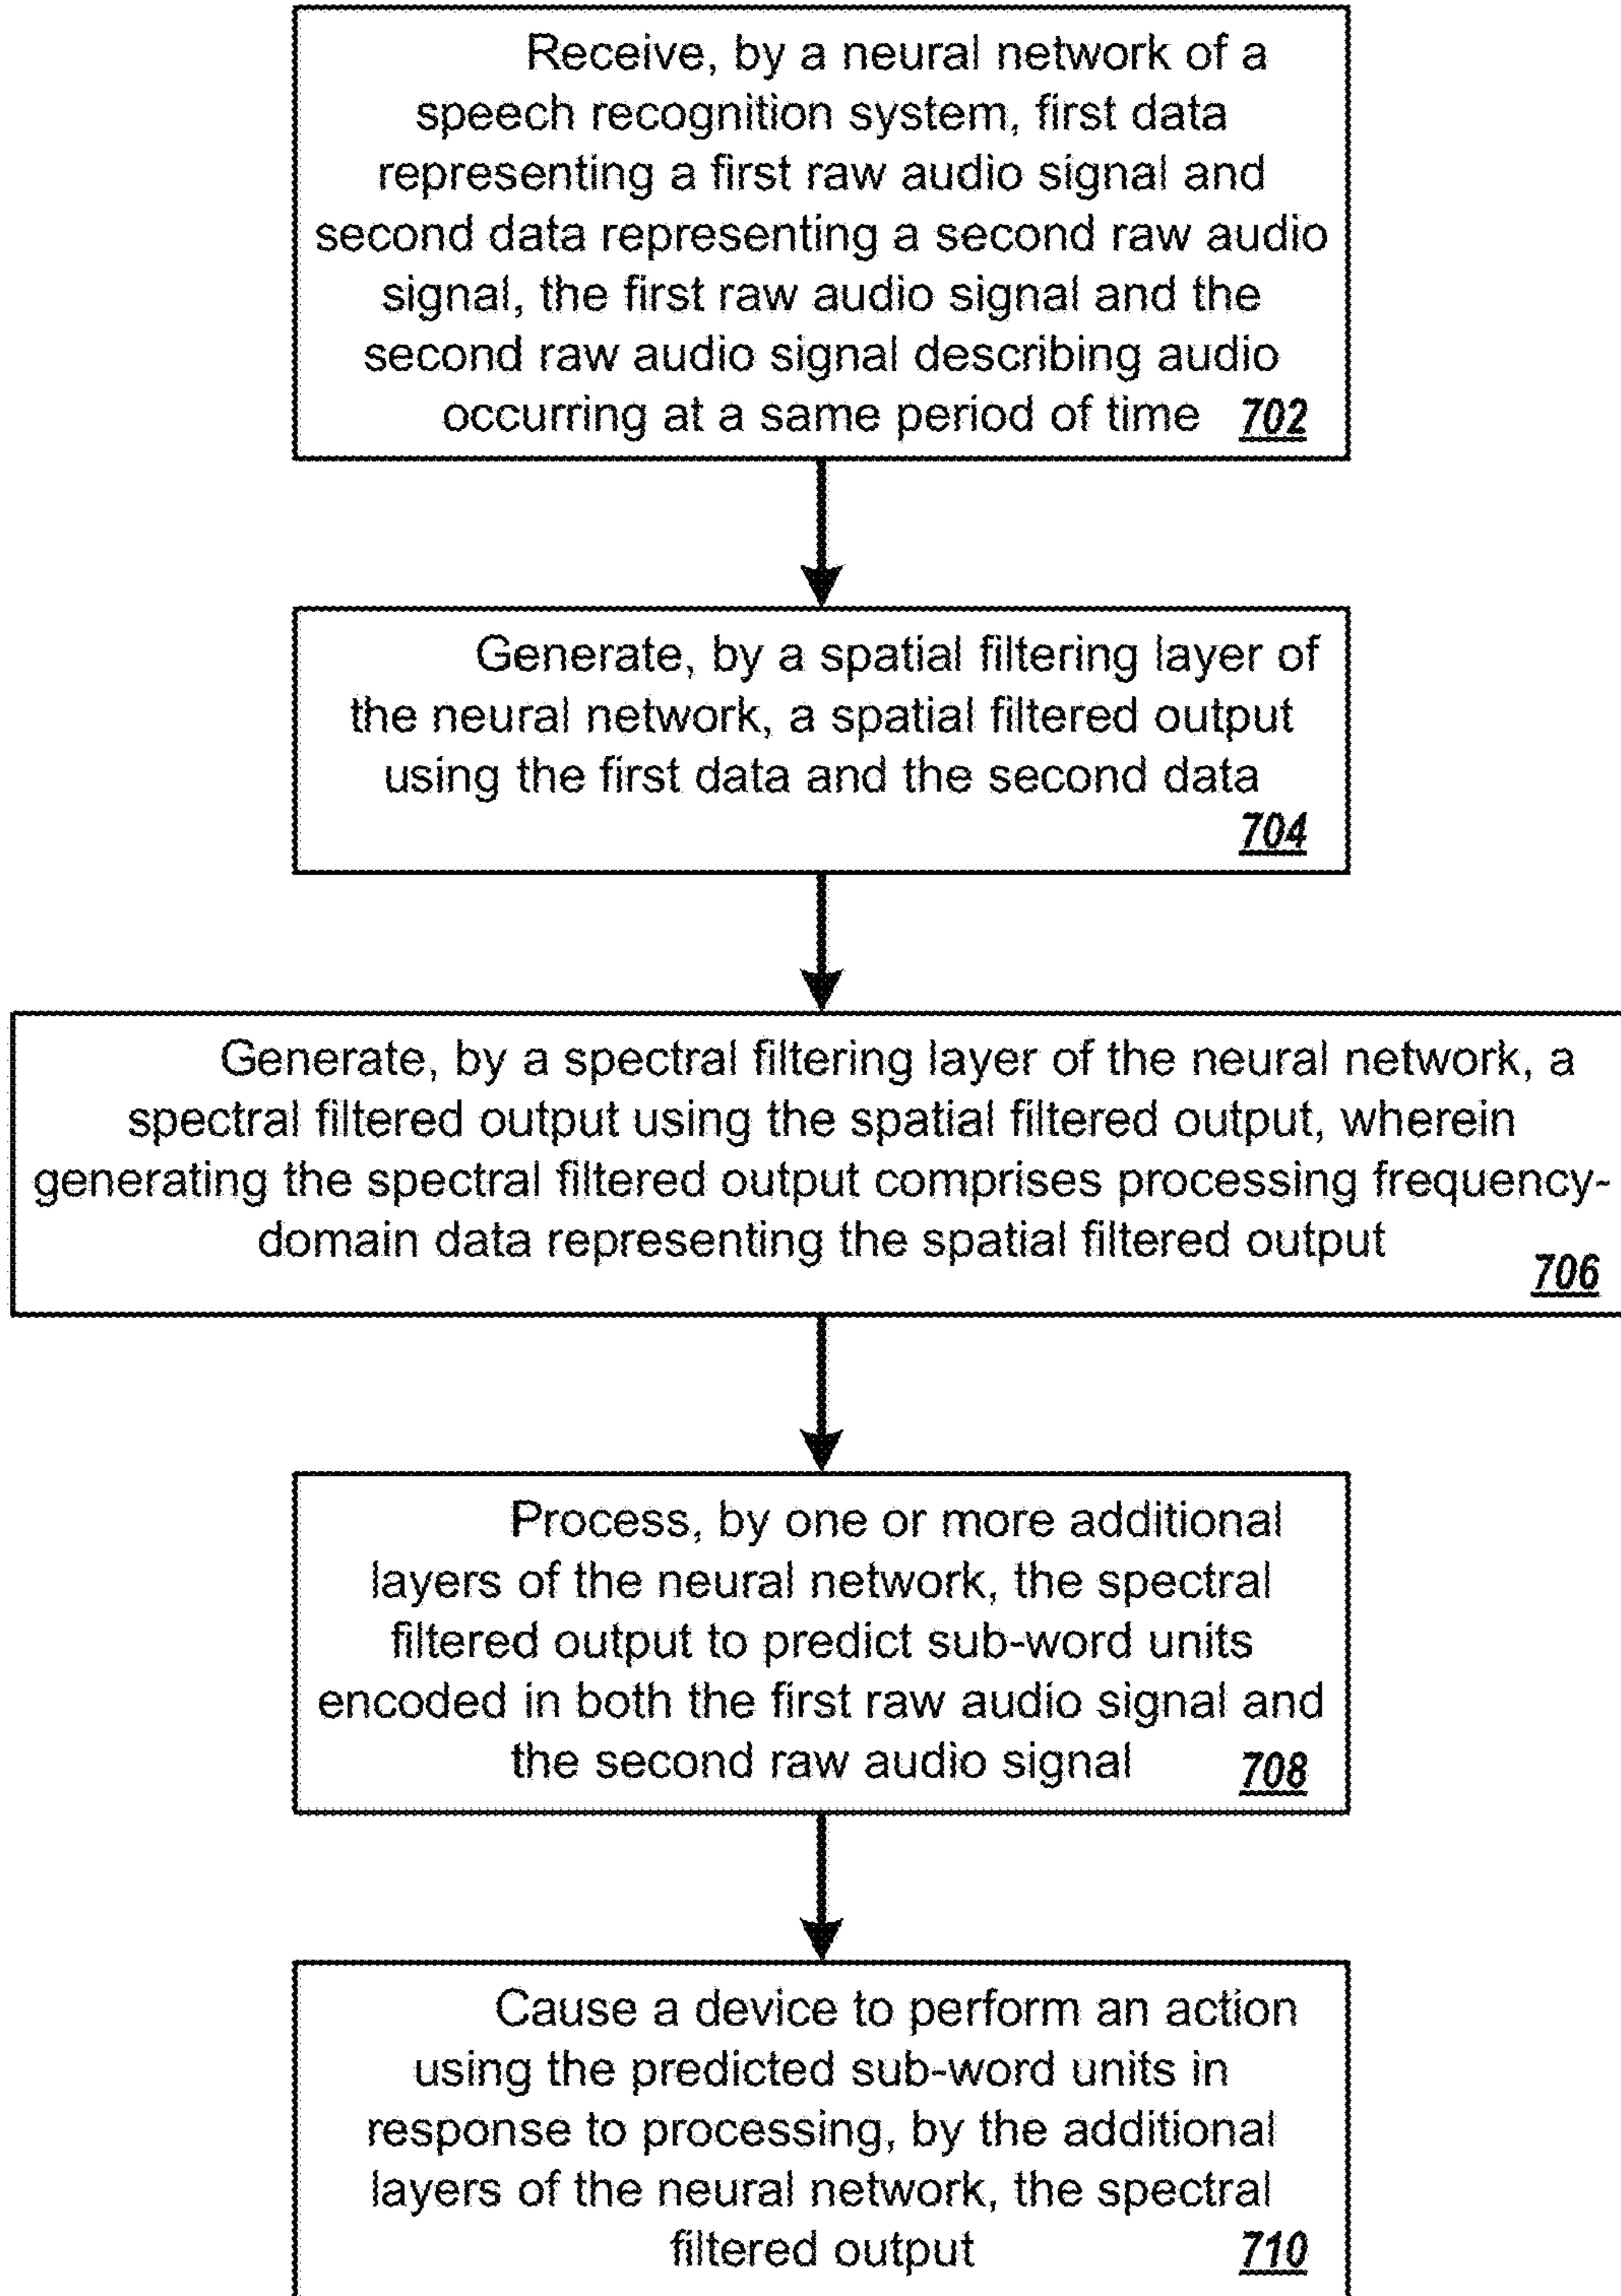 Receive, by a neural network of a
speech recognition system, first data
representing a first raw audio signal and
second data representing a second raw audio
signal, the first raw audio signal and the
second raw audio signal describing audio
occurring at a same period of time 702
Generate, by a spatial filtering layer of
the neural network, a spatial filtered output
using the first data and the second data
704
Generate, by a spectral filtering layer of the neural network, a
spectral filtered output using the spatial filtered output, wherein
generating the spectral filtered output comprises processing frequency-
domain data representing the spatial filtered output
706
Process, by one or more additional
layers of the neural network, the spectral
filtered output to predict sub-word units
encoded in both the first raw audio signal and
the second raw audio signal 708
Cause a device to perform an action
using the predicted sub-word units in
response to processing, by the additional
layers of the neural network, the spectral
filtered output 710